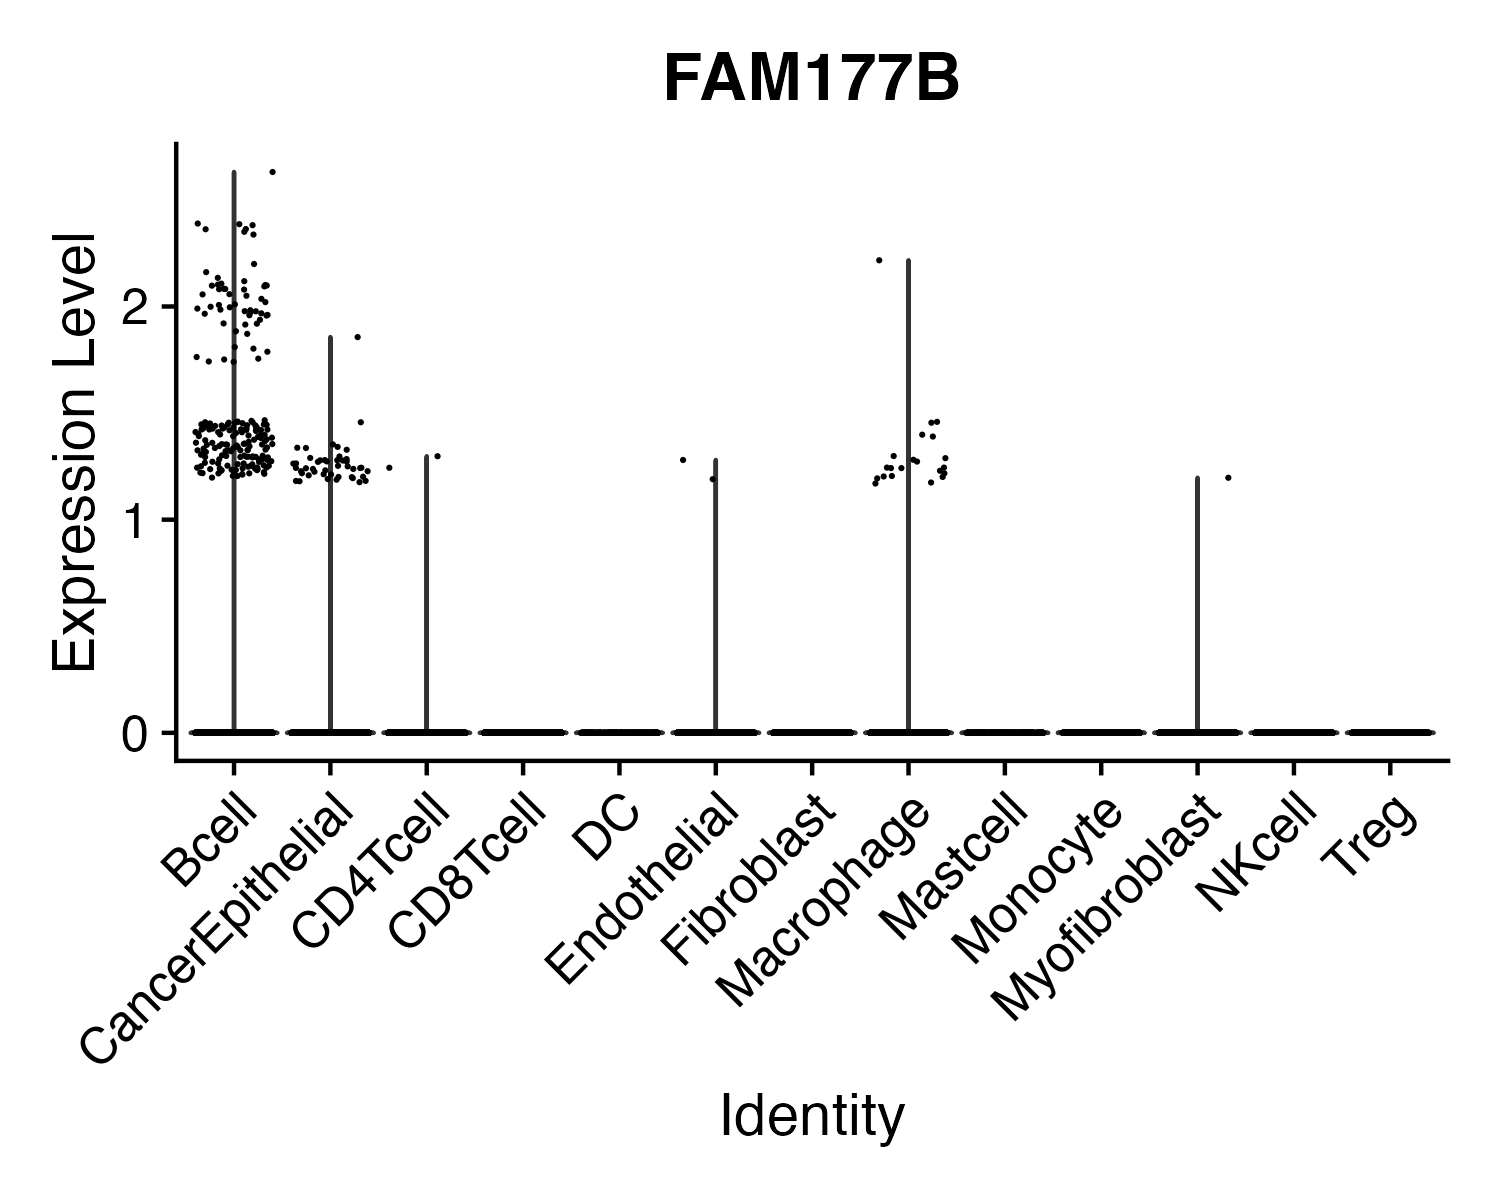 FAM177B
Expression Level
2
1
0
Bcell
CancerEpithelial
CD4Tcell
CD8Tcell
DC
Endothelial
Fibroblast
Macrophage
Mastcell
Monocyte
Myofibroblast
NKcell
Treg
Identity